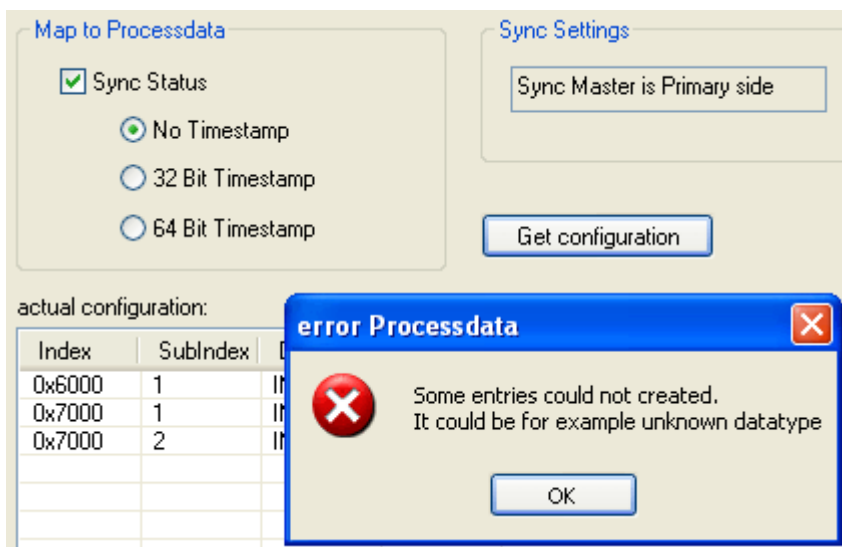 Map to Processdata
Sync Status
No Timestamp
32 Bit Timestamp
64 Bit Timestamp
Sync Settings
Sync Master is Primary side
Get configuration
actual configuration:
Index SubIndex
0x6000 1
0x7000 1
0x7000 2
error Processdata
Some entries could not created.
It could be for example unknown datatype
OK